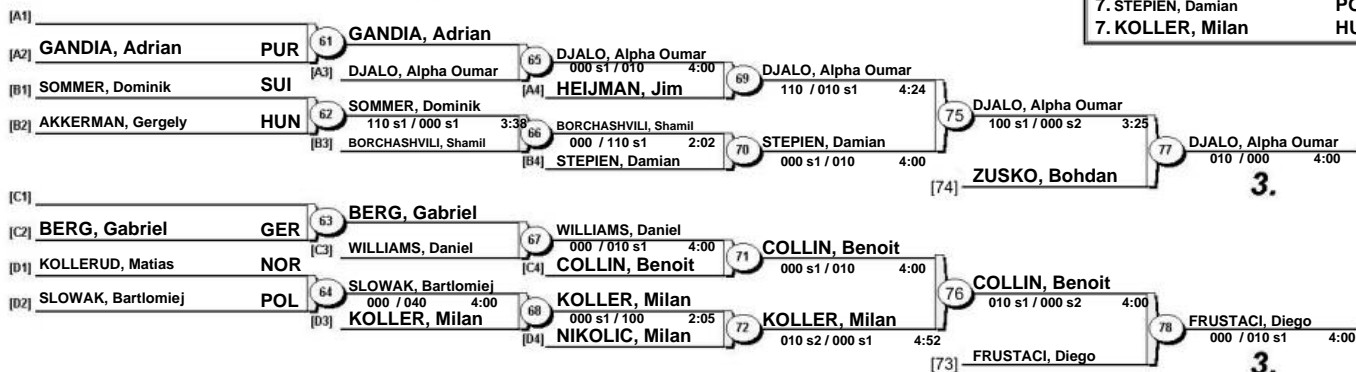 7. STEPIEN, Damian
7. KOLLER, Milan
[A1]
[A2] GANDIA, Adrian PUR
61
GANDIA, Adrian
[A3] DJALO, Alpha Oumar
65
DJALO, Alpha Oumar
000 s1 / 010 4:00
[A4] HEIJMAN, Jim
69
DJALO, Alpha Oumar
110 / 010 s1 4:24
[B1] SOMMER, Dominik SUI
[B2] AKKERMAN, Gergely HUN
62
SOMMER, Dominik
110 s1 / 000 s1 3:38
[B3] BORCHASHVILI, Shamil
66
BORCHASHVILI, Shamil
000 / 110 s1 2:02
[B4] STEPIEN, Damian
70
STEPIEN, Damian
000 s1 / 010 4:00
75
DJALO, Alpha Oumar
100 s1 / 000 s2 3:25
[74] ZUSKO, Bohdan
77
DJALO, Alpha Oumar
010 / 000 4:00
3.
[C1]
[C2] BERG, Gabriel GER
63
BERG, Gabriel
[C3] WILLIAMS, Daniel
67
WILLIAMS, Daniel
000 / 010 s1 4:00
[C4] COLLIN, Benoit
71
COLLIN, Benoit
000 s1 / 010 4:00
[D1] KOLLERUD, Matias NOR
[D2] SLOWAK, Bartlomiej POL
64
SLOWAK, Bartlomiej
000 / 040 4:00
[D3] KOLLER, Milan
68
KOLLER, Milan
000 s1 / 100 2:05
[D4] NIKOLIC, Milan
72
KOLLER, Milan
010 s2 / 000 s1 4:52
76
COLLIN, Benoit
010 s1 / 000 s2 4:00
[73] FRUSTACI, Diego
78
FRUSTACI, Diego
000 / 010 s1 4:00
3.